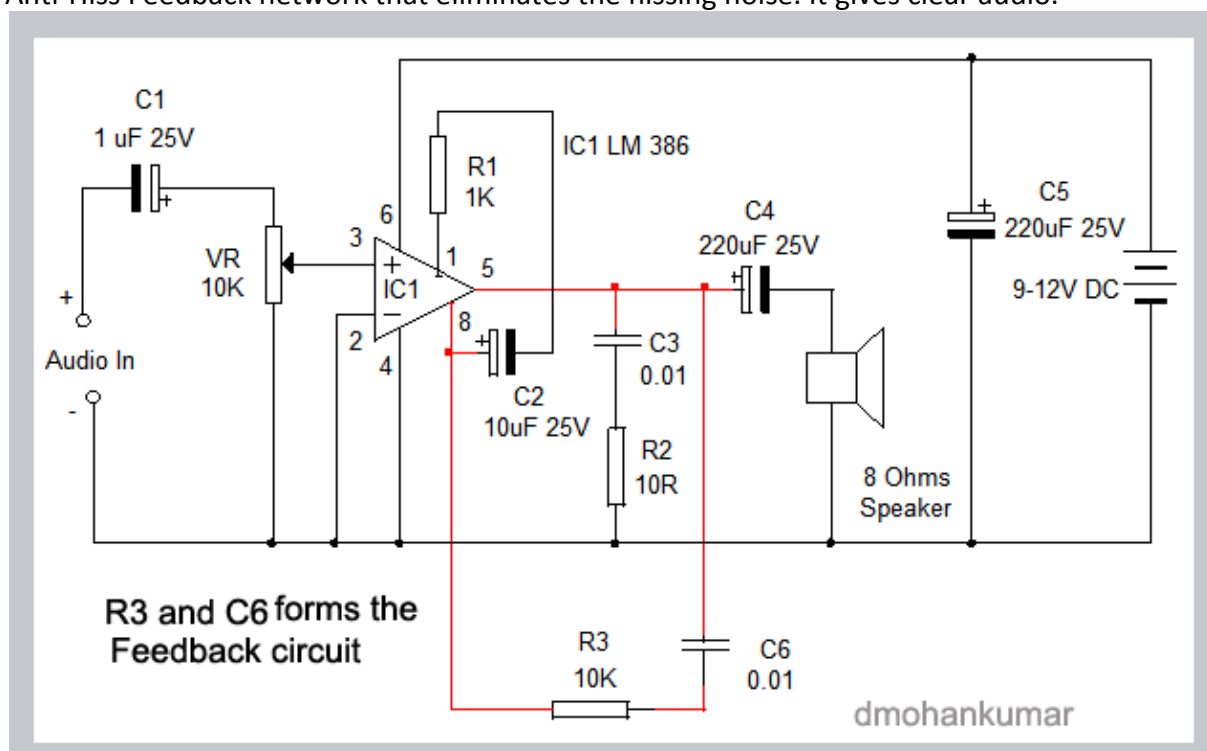 Anti-Hiss Feedback network that eliminates the hissing noise. It gives clear audio.
C1
1 uF 25V
+
R1
1K
IC1 LM 386
C5
220uF 25V
+
C4
220uF 25V
+
6
3
1
5
VR
10K
+
IC1
-
2
8
4
+
C2
10uF 25V
C3
0.01
R2
10R
9-12V DC
+
Audio In
-
8 Ohms
Speaker
R3 and C6 forms the
Feedback circuit
R3
10K
C6
0.01
dmohankumar